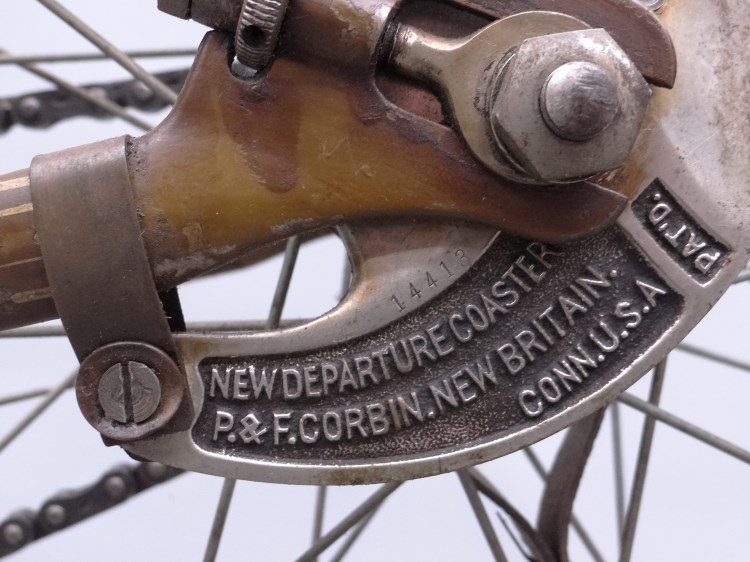 14413
NEW DEPARTURE COASTER
P. & F. CORBIN. NEW BRITAIN.
CONN. U.S.A
PAT'D.